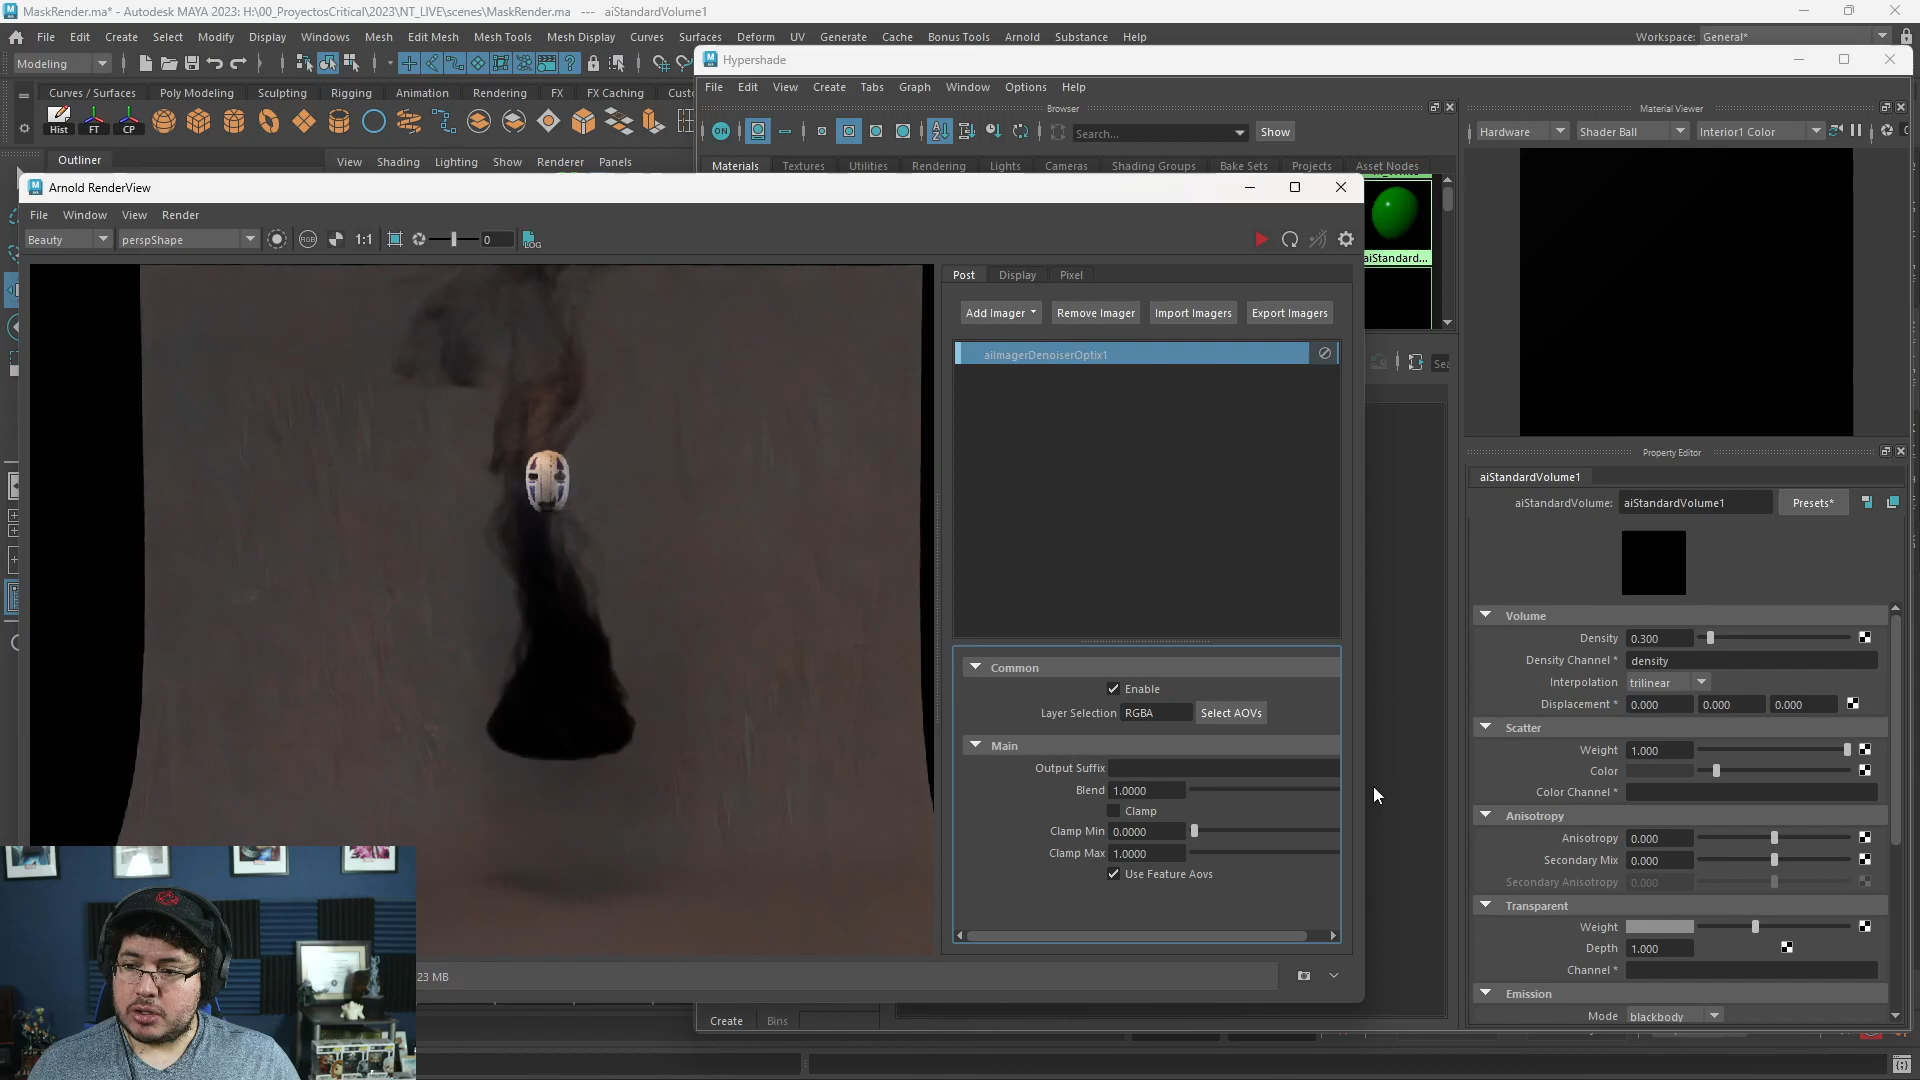 MaskRender.ma* - Autodesk MAYA 2023: H:\00_ProyectosCritical\2023\NT_LIVE\scenes\MaskRender.ma --- aiStandardVolume1
File Edit Create Select Modify Display Windows Mesh Edit Mesh Mesh Tools Mesh Display Curves Surfaces Deform UV Generate Cache Bonus Tools Arnold Substance Help
Workspace: General*
Modeling
Hypershade
File Edit View Create Tabs Graph Window Options Help
Curves / Surfaces Poly Modeling Sculpting Rigging Animation Rendering FX FX Caching
Browser
Material Viewer
Hist FT CP
ON
Search...
Show
Hardware Shader Ball Interior1 Color
Outliner
View Shading Lighting Show Renderer Panels
Materials Textures Utilities Rendering Lights Cameras Shading Groups Bake Sets Projects Asset Nodes
Arnold RenderView
File Window View Render
Beauty perspShape RGB 1:1 0 LOG
aiStandard...
Post Display Pixel
Add Imager Remove Imager Import Imagers Export Imagers
aiImagerDenoiserOptix1
Sea
Property Editor
aiStandardVolume1
aiStandardVolume: aiStandardVolume1 Presets*
Volume
Density 0.300
Density Channel * density
Interpolation trilinear
Displacement * 0.000 0.000 0.000
Scatter
Weight 1.000
Color
Color Channel *
Anisotropy
Anisotropy 0.000
Secondary Mix 0.000
Secondary Anisotropy 0.000
Transparent
Weight
Depth 1.000
Channel *
Emission
Mode blackbody
Common
Enable
Layer Selection RGBA Select AOVs
Main
Output Suffix
Blend 1.0000
Clamp
Clamp Min 0.0000
Clamp Max 1.0000
Use Feature Aovs
23 MB
Create Bins